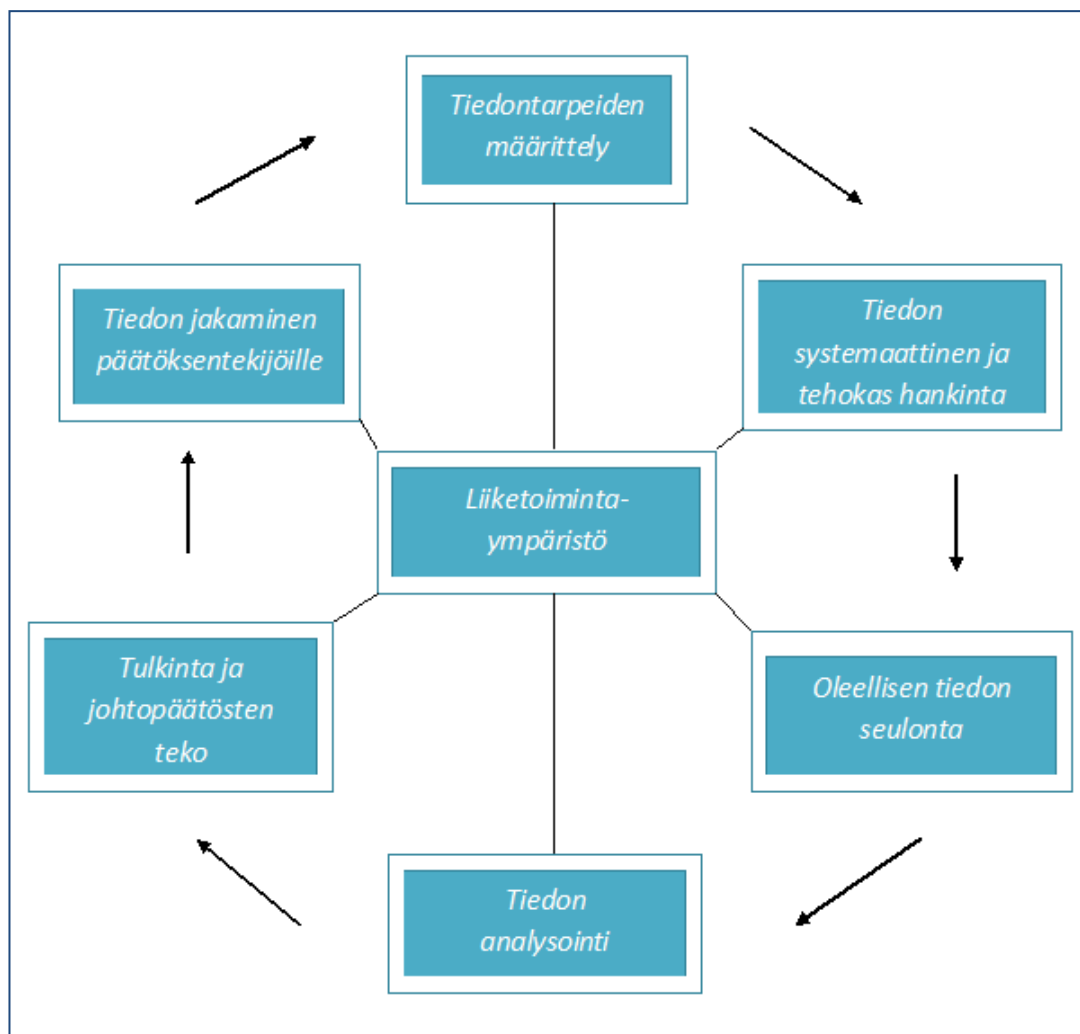 Tiedontarpeiden
määrittely
Tiedon
systemaattinen ja
tehokas hankinta
Oleellisen tiedon
seulonta
Tiedon
analysointi
Tulkinta ja
johtopäätösten
teko
Tiedon jakaminen
päätöksentekijöille
Liiketoiminta-
ympäristö